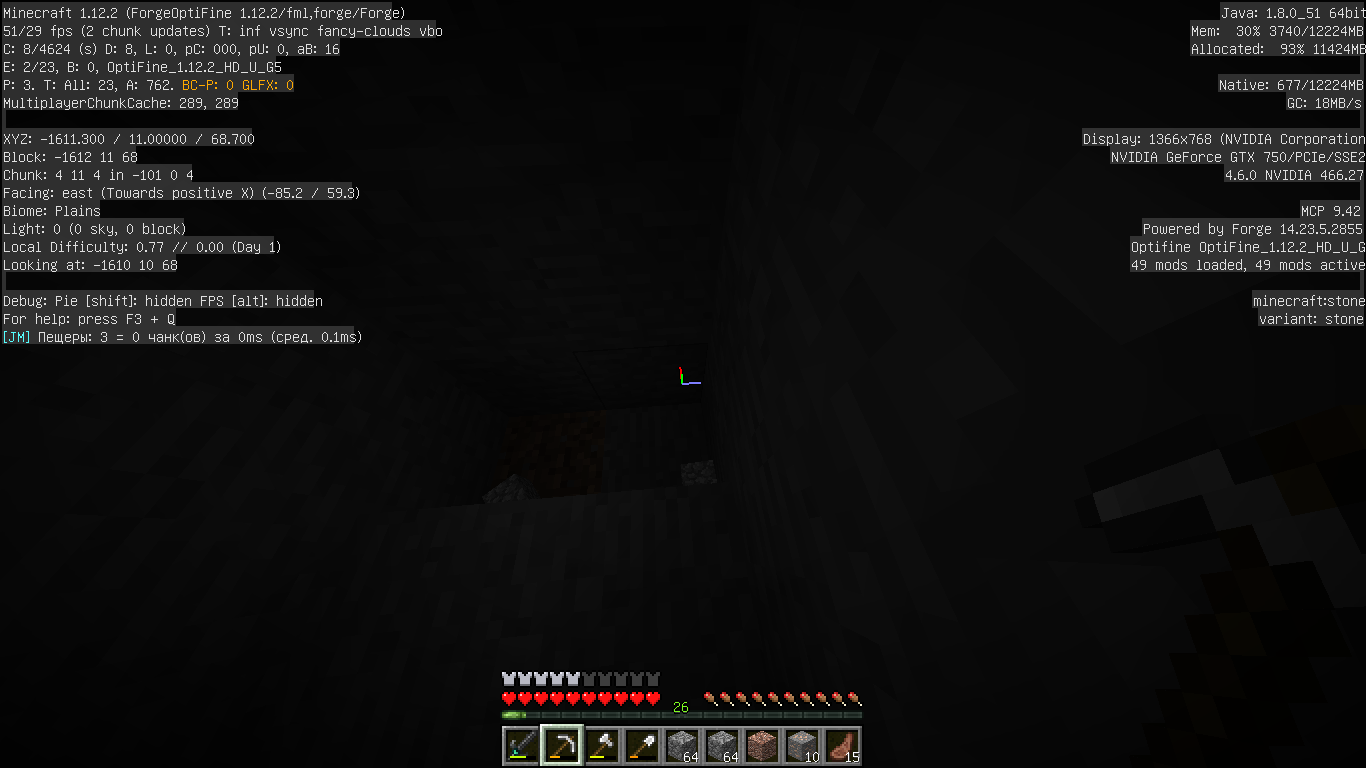 Minecraft 1.12.2 (ForgeOptiFine 1.12.2/fml,forge/Forge)
51/29 fps (2 chunk updates) T: inf vsync fancy-clouds vbo
C: 8/4624 (s) D: 8, L: 0, pC: 000, pU: 0, aB: 16
E: 2/23, B: 0, OptiFine_1.12.2_HD_U_G5
P: 3. T: All: 23, A: 762. BC-P: 0 GLFX: 0
MultiplayerChunkCache: 289, 289
XYZ: -1611.300 / 11.00000 / 68.700
Block: -1612 11 68
Chunk: 4 11 4 in -101 0 4
Facing: east (Towards positive X) (-85.2 / 59.3)
Biome: Plains
Light: 0 (0 sky, 0 block)
Local Difficulty: 0.77 // 0.00 (Day 1)
Looking at: -1610 10 68
Debug: Pie [shift]: hidden FPS [alt]: hidden
For help: press F3 + Q
[JM] Пещеры: 3 = 0 чанк(ов) за 0ms (сред. 0.1ms)
Java: 1.8.0_51 64bit
Mem: 30% 3740/12224MB
Allocated: 93% 11424MB
Native: 677/12224MB
GC: 18MB/s
Display: 1366x768 (NVIDIA Corporation
NVIDIA GeForce GTX 750/PCIe/SSE2
4.6.0 NVIDIA 466.27
MCP 9.42
Powered by Forge 14.23.5.2855
Optifine OptiFine_1.12.2_HD_U_G
49 mods loaded, 49 mods active
minecraft:stone
variant: stone
26
64 64 10 15